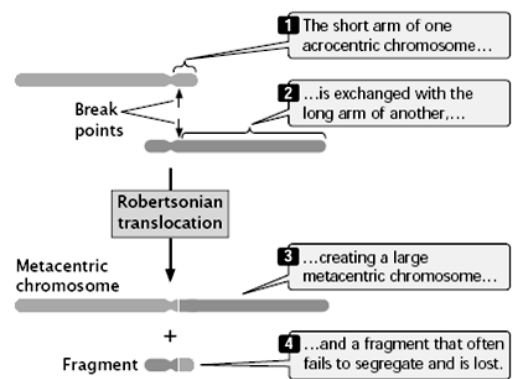 1 The short arm of one
acrocentric chromosome…
2 …is exchanged with the
long arm of another,…
Break
points
Robertsonian
translocation
Metacentric
chromosome
3 …creating a large
metacentric chromosome…
+
Fragment
4 …and a fragment that often
fails to segregate and is lost.